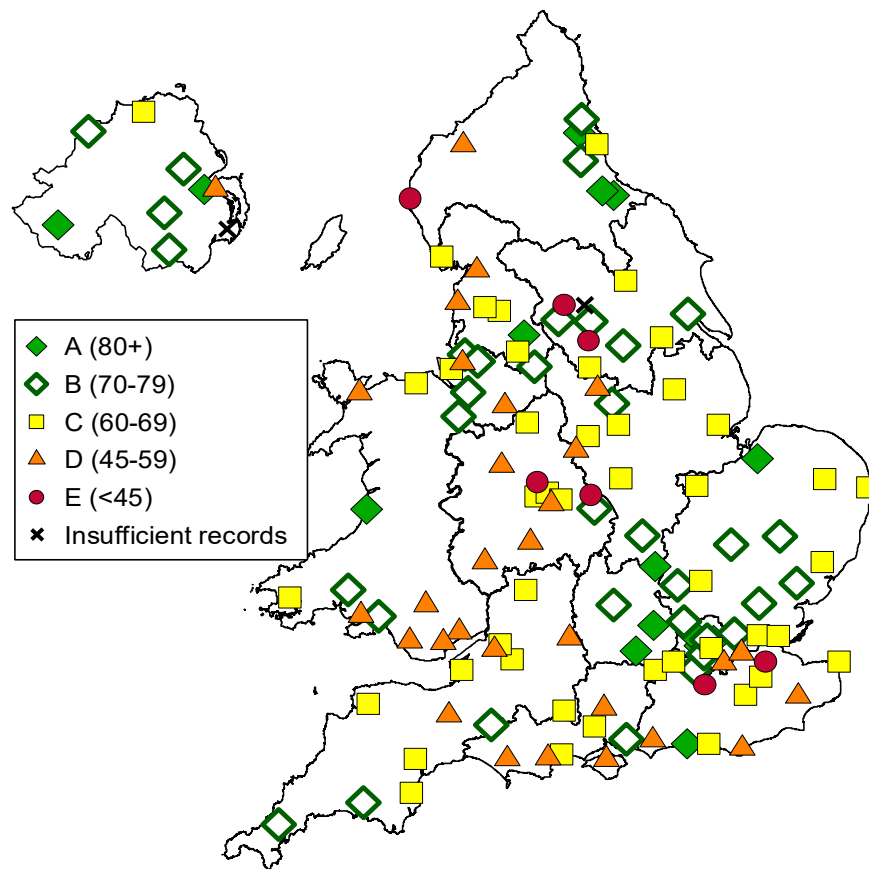 A (80+)
B (70-79)
C (60-69)
D (45-59)
E (<45)
Insufficient records